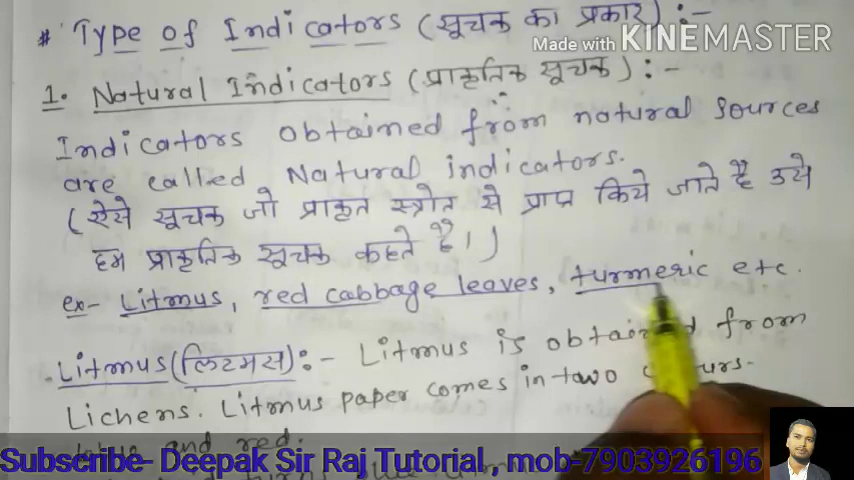 # Type of Indicators (सूचक का प्रकार) :-
Made with KINEMASTER
1. Natural Indicators (प्राकृतिक सूचक) :-
Indicators obtained from natural sources
are called Natural indicators.
(ऐसे सूचक जो प्राकृत स्त्रोत से प्राप्त किये जाते है उसे
हम प्राकृतिक सूचक कहते है।)
ex- Litmus, red cabbage leaves, turmeric etc.
Litmus(लिटमस):- Litmus is obtained from
Lichens. Litmus paper comes in two
and red.
Subscribe- Deepak Sir Raj Tutorial, mob-7903926196